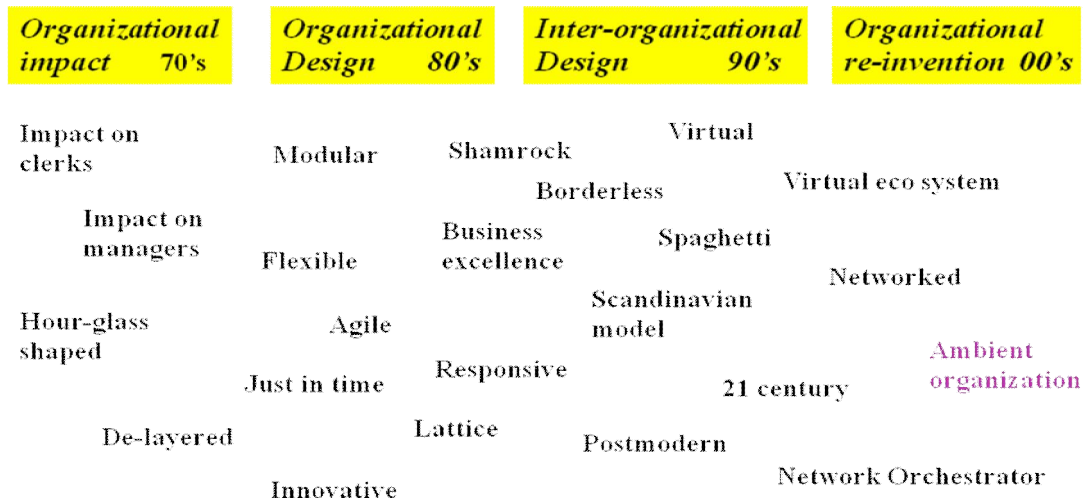 Organizational
impact 70's
Organizational
Design 80's
Inter-organizational
Design 90's
Organizational
re-invention 00's
Impact on
clerks
Modular
Shamrock
Virtual
Borderless
Virtual eco system
Impact on
managers
Flexible
Business
excellence
Spaghetti
Networked
Hour-glass
shaped
Agile
Scandinavian
model
Ambient
organization
Just in time
Responsive
21 century
De-layered
Lattice
Postmodern
Innovative
Network Orchestrator